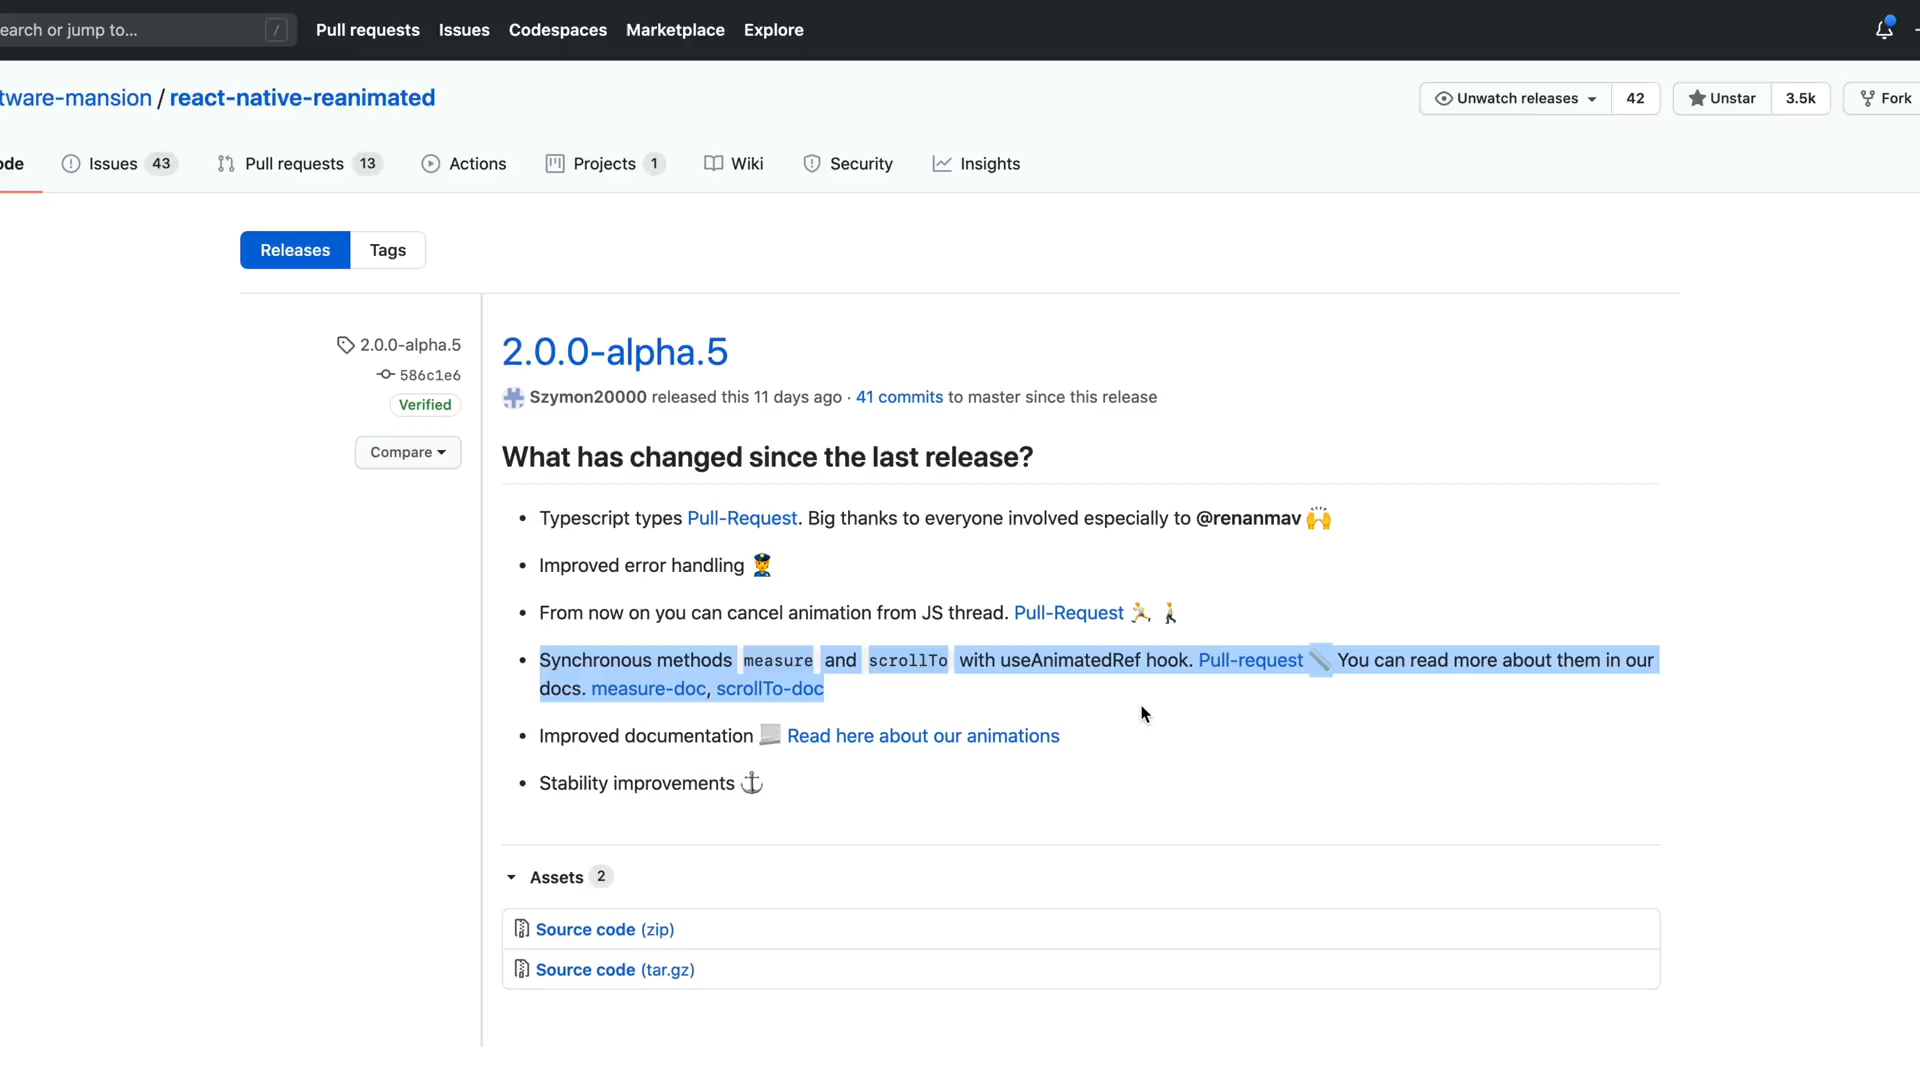 earch or jump to... /
Pull requests Issues Codespaces Marketplace Explore
tware-mansion / react-native-reanimated
Unwatch releases 42 Unstar 3.5k Fork
ode Issues 43 Pull requests 13 Actions Projects 1 Wiki Security Insights
Releases Tags
2.0.0-alpha.5
586c1e6
Verified
Compare
2.0.0-alpha.5
Szymon20000 released this 11 days ago · 41 commits to master since this release
What has changed since the last release?
• Typescript types Pull-Request. Big thanks to everyone involved especially to @renanmav 🙌
• Improved error handling 👮
• From now on you can cancel animation from JS thread. Pull-Request 🏃 🚶
• Synchronous methods measure and scrollTo with useAnimatedRef hook. Pull-request 📏 You can read more about them in our
docs. measure-doc, scrollTo-doc
• Improved documentation 📃 Read here about our animations
• Stability improvements ⚓
Assets 2
Source code (zip)
Source code (tar.gz)